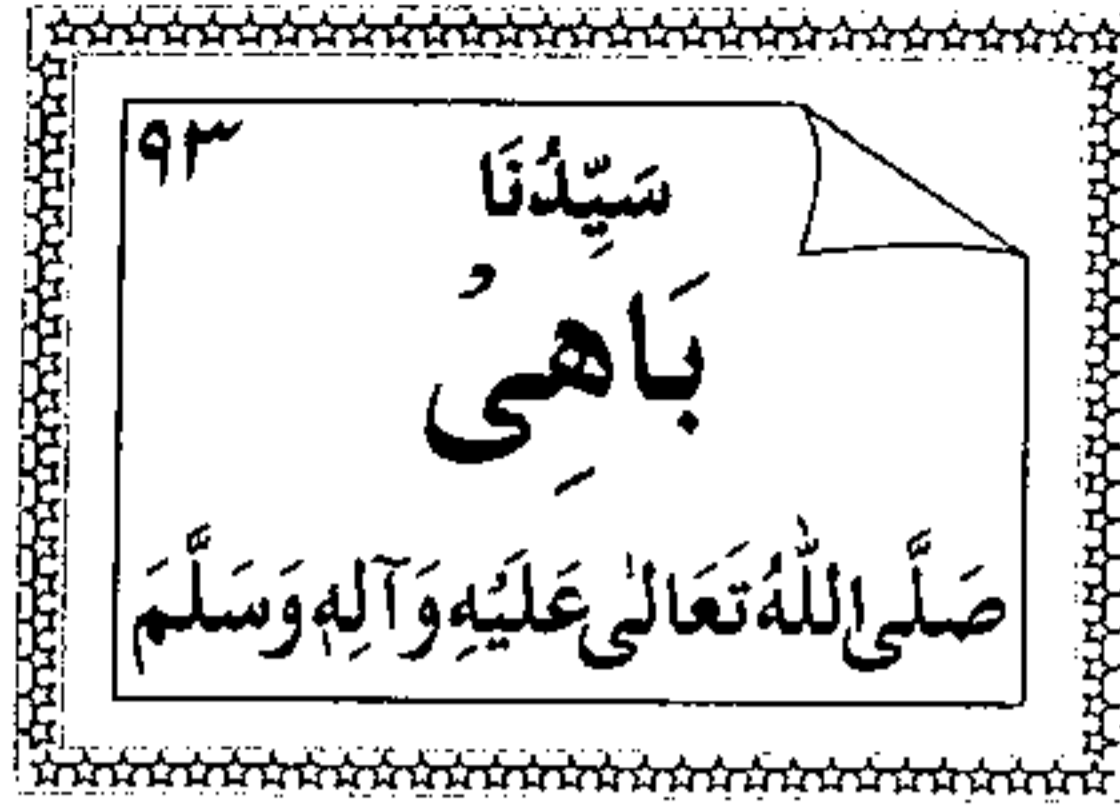 ۹۳
سَيِّدُنَا
بَاهِىُ
صَلَّى اللّٰهُ تَعَالٰى عَلَيْهِ وَآلِهٖ وَسَلَّمَ